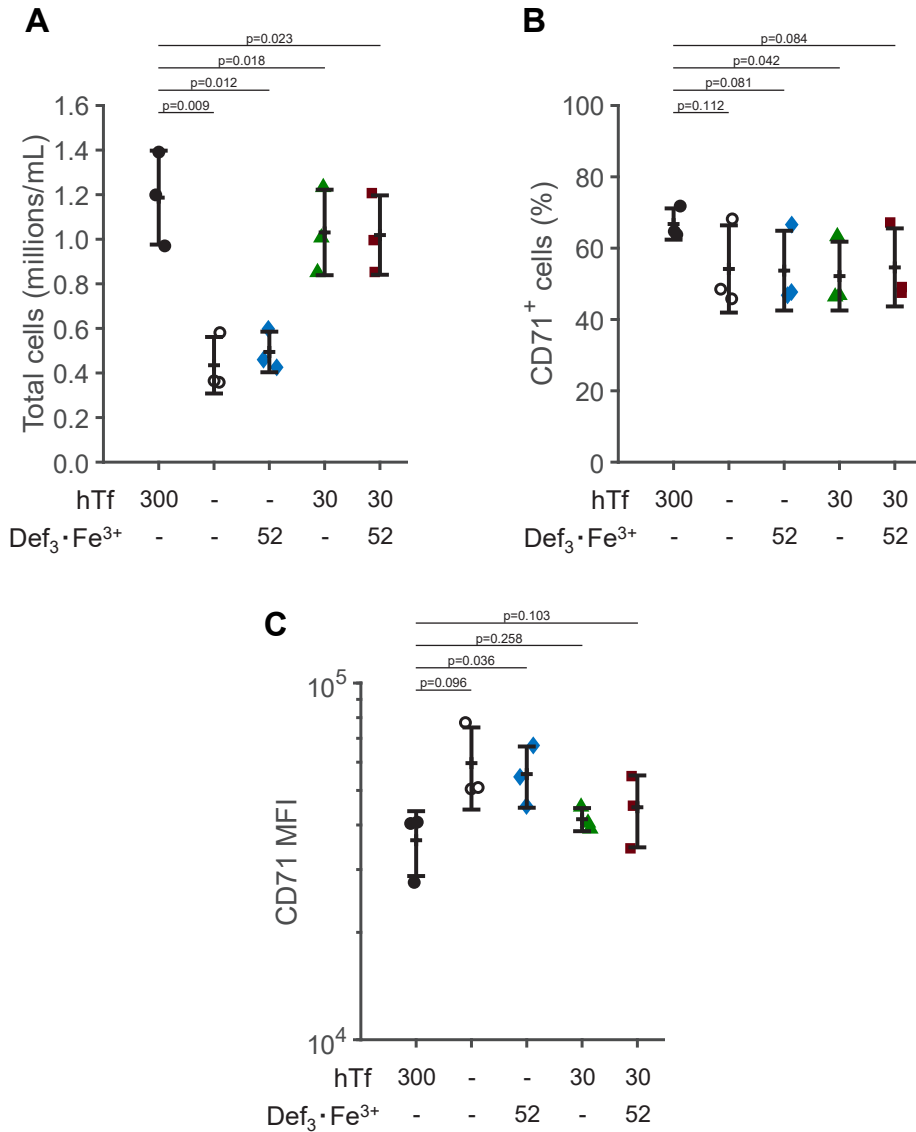 A
p=0.023
p=0.018
p=0.012
p=0.009
Total cells (millions/mL)
1.6
1.4
1.2
1.0
0.8
0.6
0.4
0.2
0.0
hTf 300 - - 30 30
Def₃·Fe³⁺ - - 52 - 52
B
p=0.084
p=0.042
p=0.081
p=0.112
CD71⁺ cells (%)
100
80
60
40
20
0
hTf 300 - - 30 30
Def₃·Fe³⁺ - - 52 - 52
C
p=0.103
p=0.258
p=0.036
p=0.096
CD71 MFI
10⁵
10⁴
hTf 300 - - 30 30
Def₃·Fe³⁺ - - 52 - 52